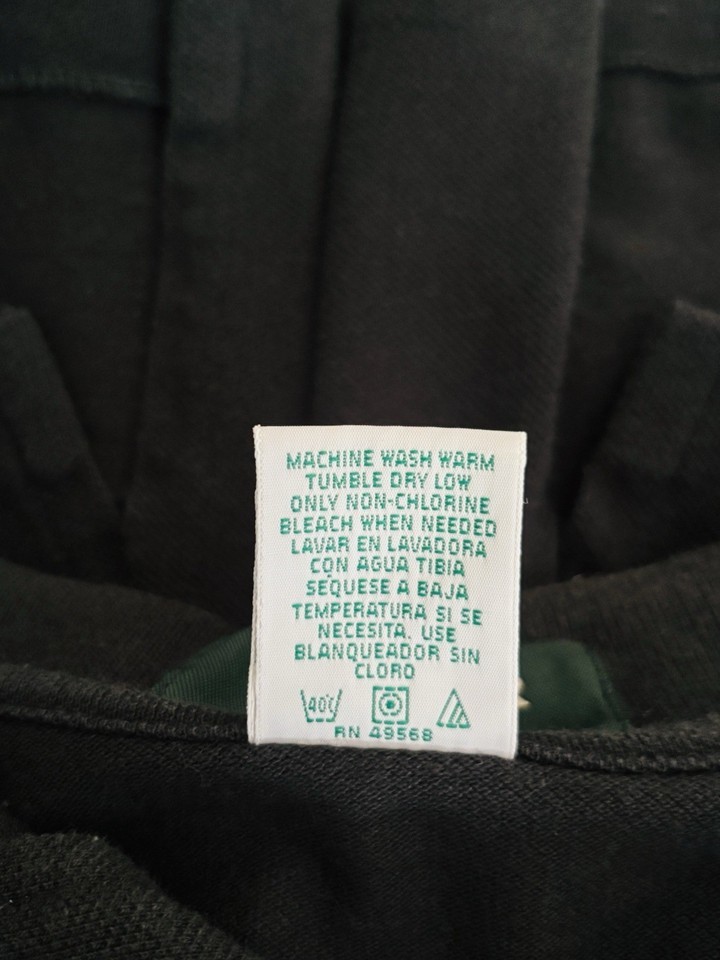 MACHINE WASH WARM
TUMBLE DRY LOW
ONLY NON-CHLORINE
BLEACH WHEN NEEDED
LAVAR EN LAVADORA
CON AGUA TIBIA
SÉQUESE A BAJA
TEMPERATURA SI SE
NECESITA. USE
BLANQUEADOR SIN
CLORO
40°C
RN 49568